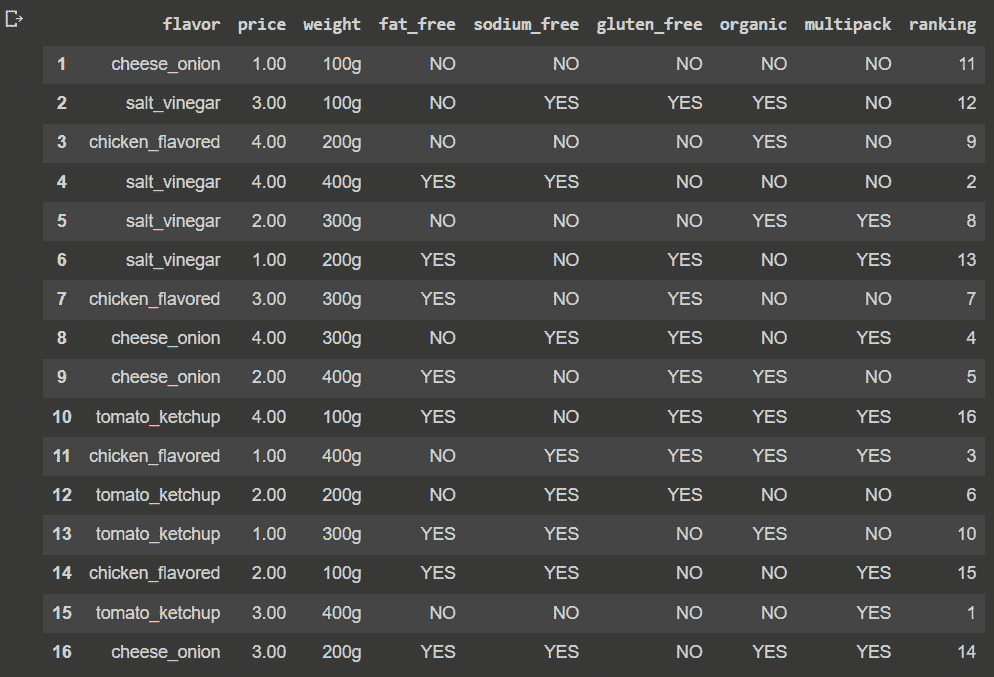 flavor price weight fat_free sodium_free gluten_free organic multipack ranking
1 cheese_onion 1.00 100g NO NO NO NO NO 11
2 salt_vinegar 3.00 100g NO YES YES YES NO 12
3 chicken_flavored 4.00 200g NO NO NO YES NO 9
4 salt_vinegar 4.00 400g YES YES NO NO NO 2
5 salt_vinegar 2.00 300g NO NO NO YES YES 8
6 salt_vinegar 1.00 200g YES NO YES NO YES 13
7 chicken_flavored 3.00 300g YES NO YES NO NO 7
8 cheese_onion 4.00 300g NO YES YES NO YES 4
9 cheese_onion 2.00 400g YES NO YES YES NO 5
10 tomato_ketchup 4.00 100g YES NO YES YES YES 16
11 chicken_flavored 1.00 400g NO YES YES YES YES 3
12 tomato_ketchup 2.00 200g NO YES YES NO NO 6
13 tomato_ketchup 1.00 300g YES YES NO YES NO 10
14 chicken_flavored 2.00 100g YES YES NO NO YES 15
15 tomato_ketchup 3.00 400g NO NO NO NO YES 1
16 cheese_onion 3.00 200g YES YES NO YES YES 14